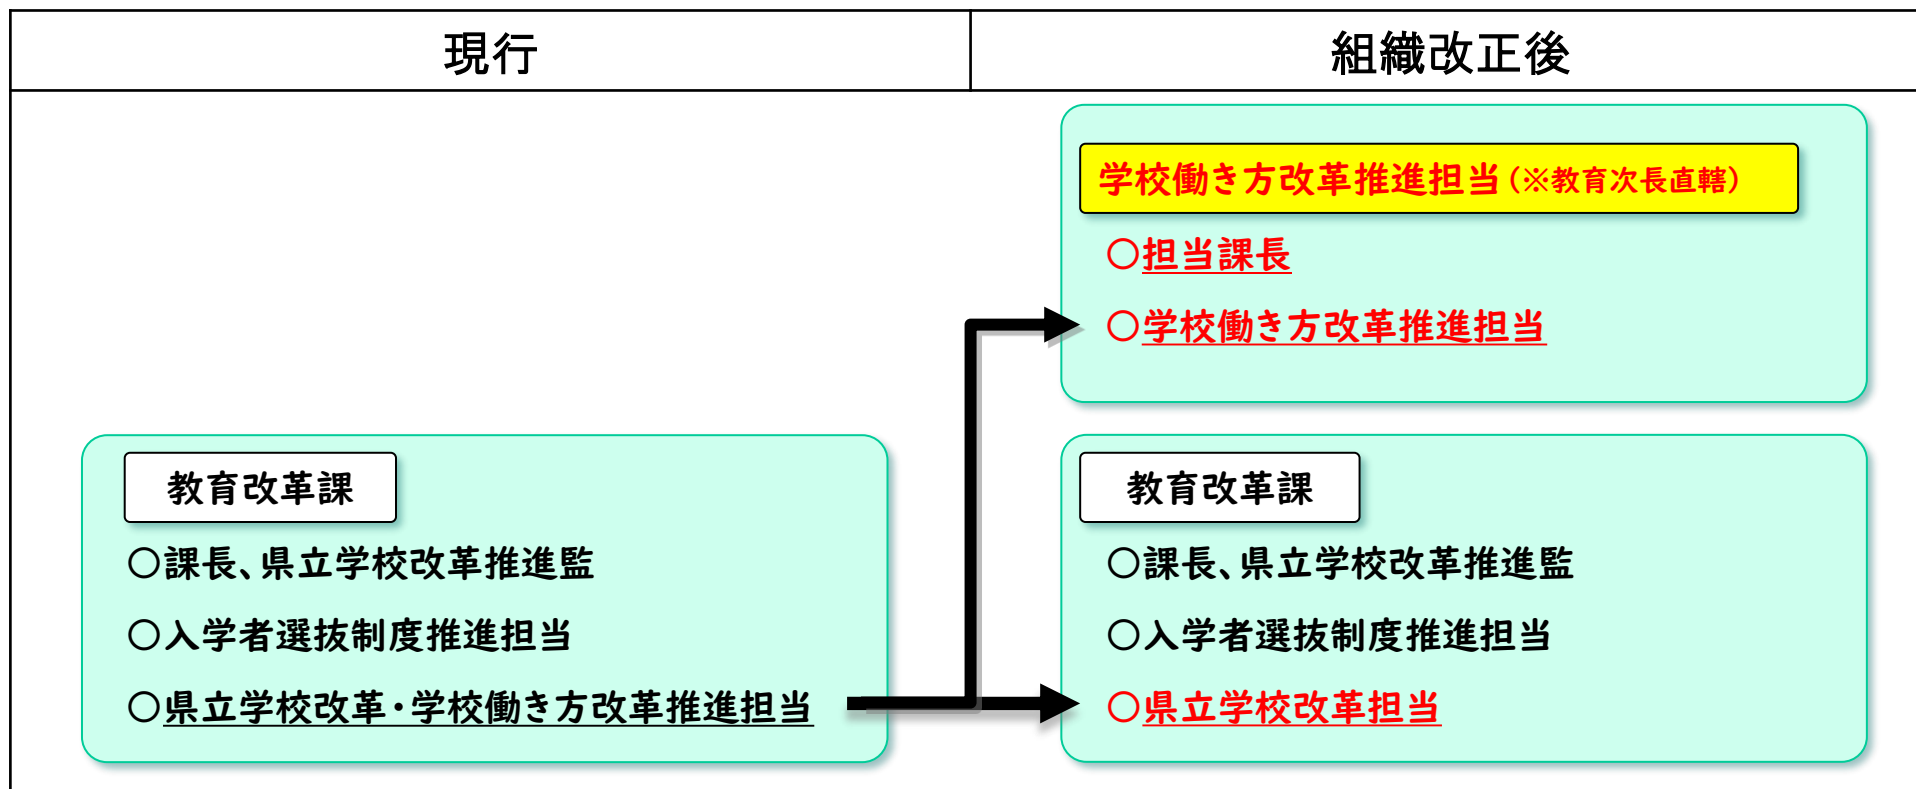 現行
組織改正後
学校働き方改革推進担当(※教育次長直轄)
○担当課長
○学校働き方改革推進担当
教育改革課
○課長、県立学校改革推進監
○入学者選抜制度推進担当
○県立学校改革・学校働き方改革推進担当
教育改革課
○課長、県立学校改革推進監
○入学者選抜制度推進担当
○県立学校改革担当